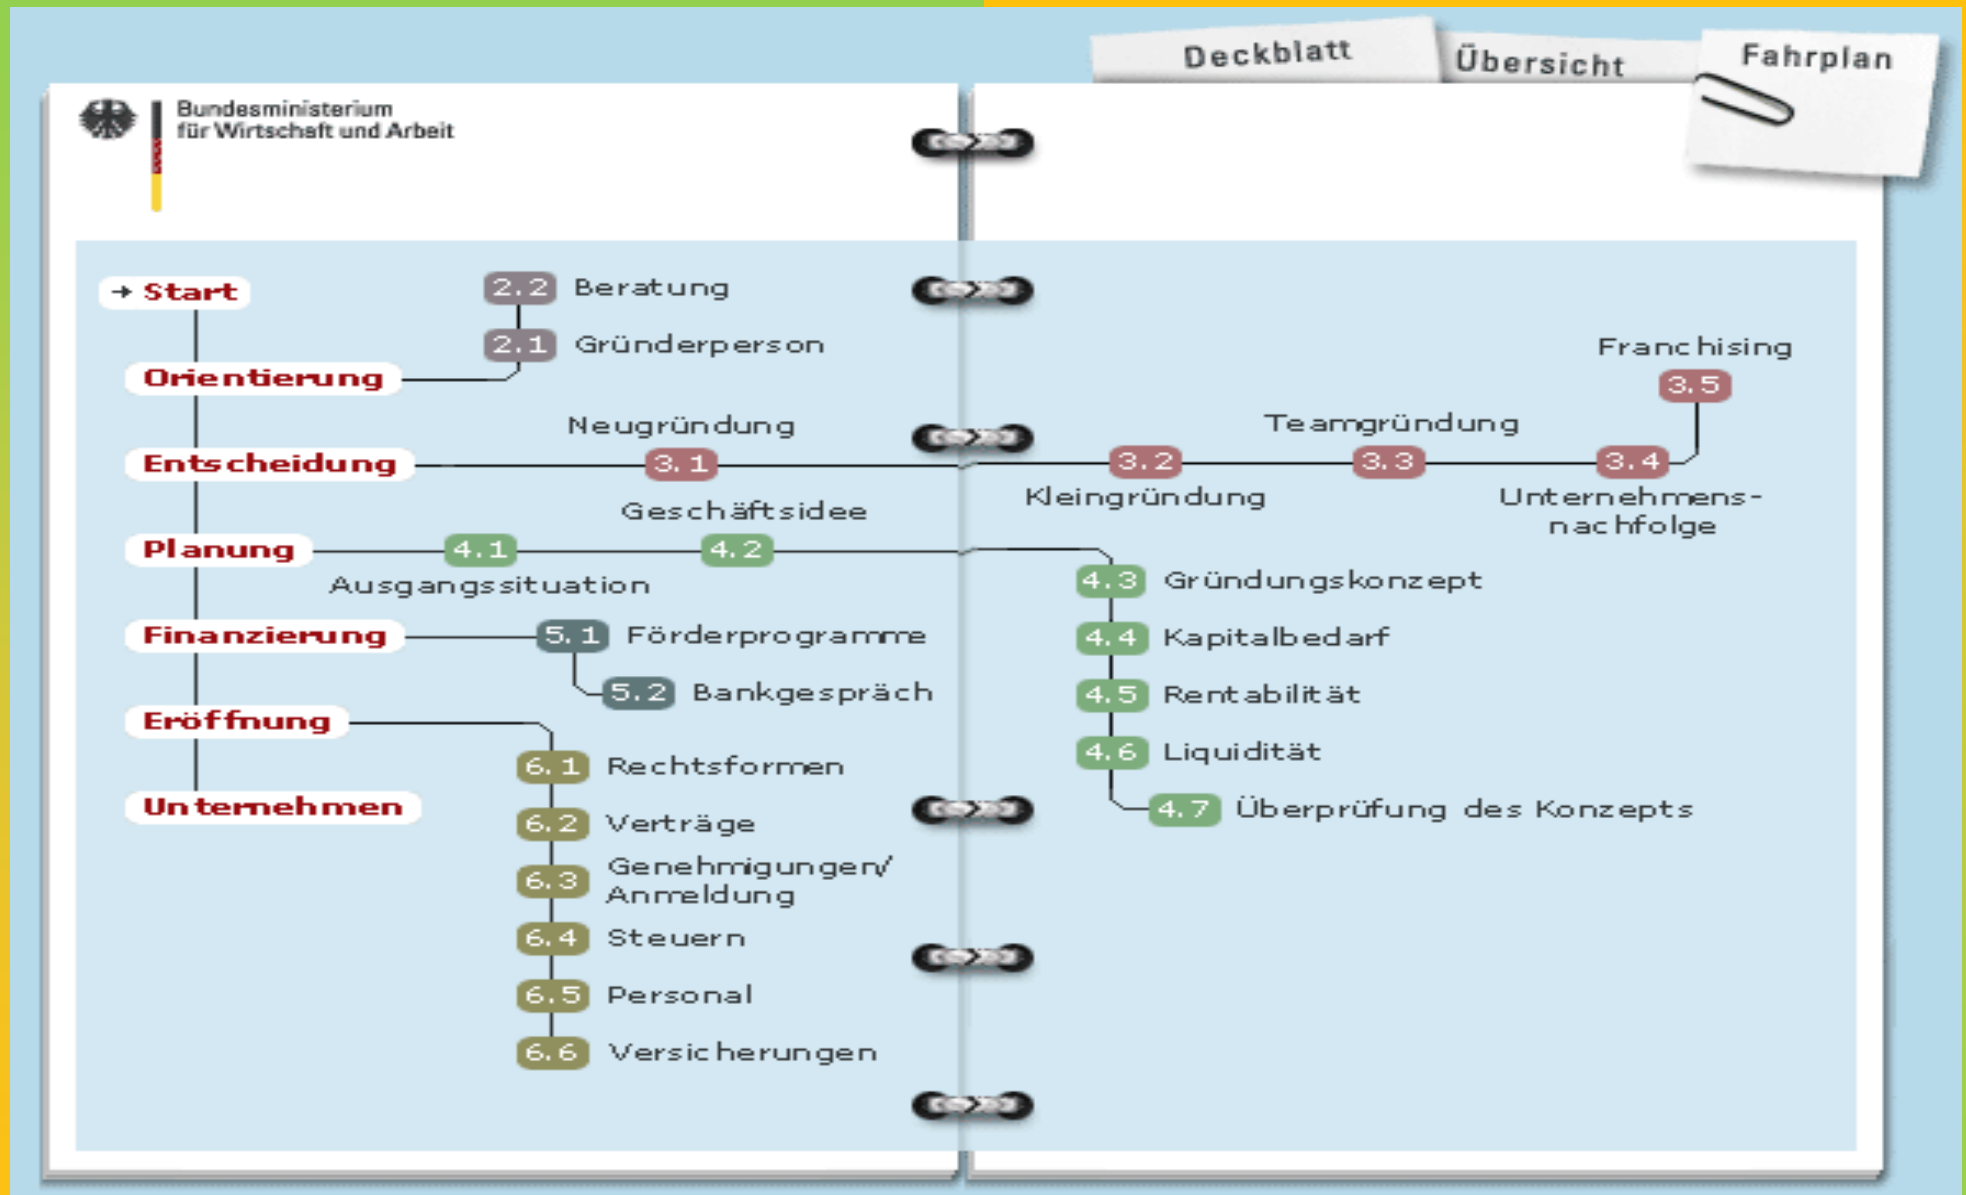 Deckblatt
Übersicht
Fahrplan
Bundesministerium
für Wirtschaft und Arbeit
→ Start
2.2 Beratung
2.1 Gründerperson
Orientierung
Entscheidung
Neugründung
3.1
3.2
Kleingründung
Teamgründung
3.3
3.4
Unternehmens-
nachfolge
Franchising
3.5
Planung
4.1
Ausgangssituation
Geschäftsidee
4.2
4.3 Gründungskonzept
4.4 Kapitalbedarf
4.5 Rentabilität
4.6 Liquidität
4.7 Überprüfung des Konzepts
Finanzierung
5.1 Förderprogramme
5.2 Bankgespräch
Eröffnung
6.1 Rechtsformen
6.2 Verträge
6.3 Genehmigungen/
Anmeldung
6.4 Steuern
6.5 Personal
6.6 Versicherungen
Unternehmen